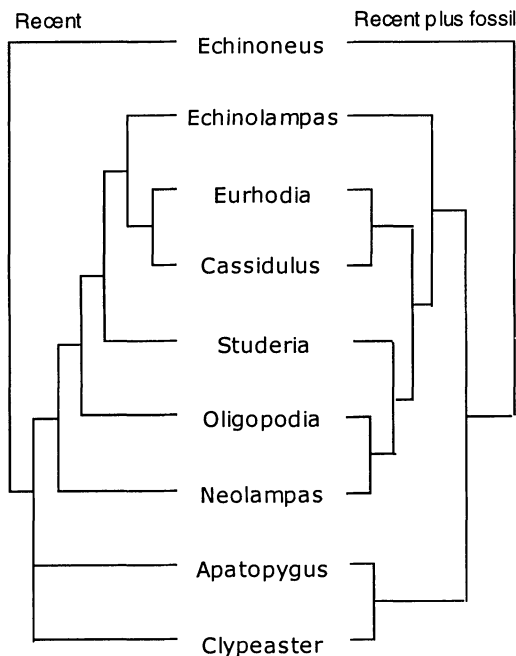 Recent
Recent plus fossil
Echinoneus
Echinolampas
Eurhodia
Cassidulus
Studeria
Oligopodia
Neolampas
Apatopygus
Clypeaster